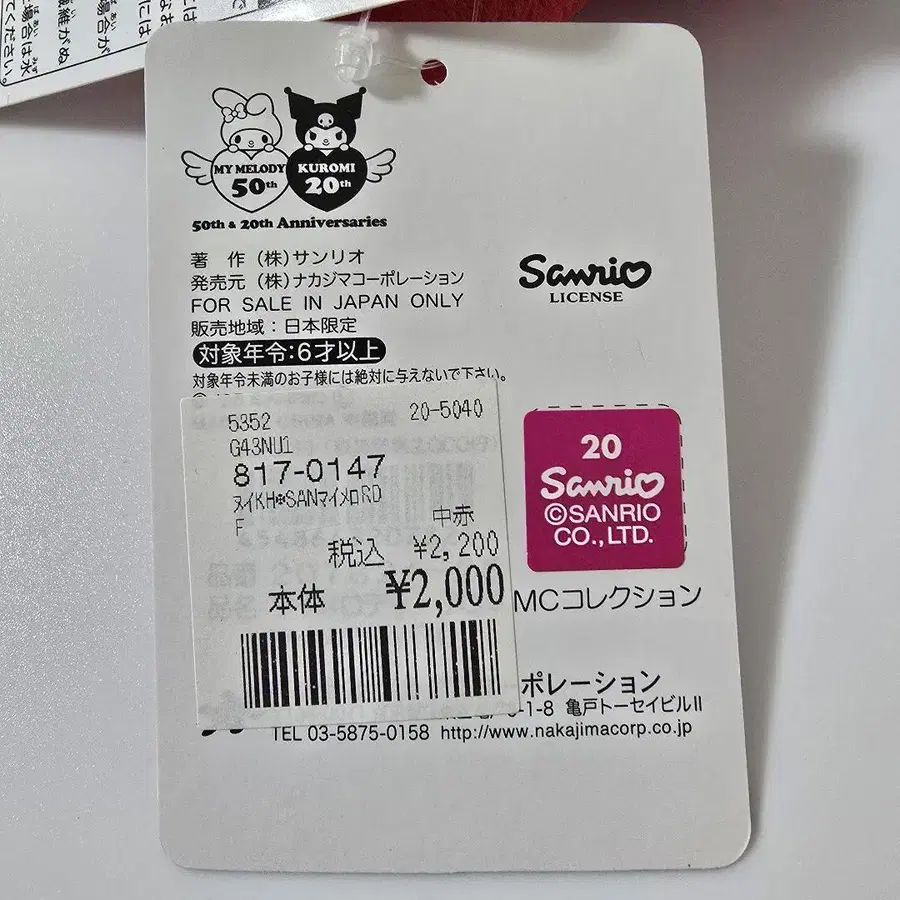 MY MELODY
50th
KUROMI
20th
50th & 20th Anniversaries
著 作 (株)サンリオ
発売元 (株)ナカジマコーポレーション
FOR SALE IN JAPAN ONLY
販売地域:日本限定
対象年令:6才以上
対象年令未満のお子様には絶対に与えないで下さい。
Sanrio
LICENSE
5352 20-5040
G43NU1
817-0147
ヌイKH✽SANマイメロRD
F 中赤
税込 ¥2,200
本体 ¥2,000
20
Sanrio
©SANRIO
CO.,LTD.
MCコレクション
ポレーション
-1-8 亀戸トーセイビルⅡ
TEL 03-5875-0158 http://www.nakajimacorp.co.jp